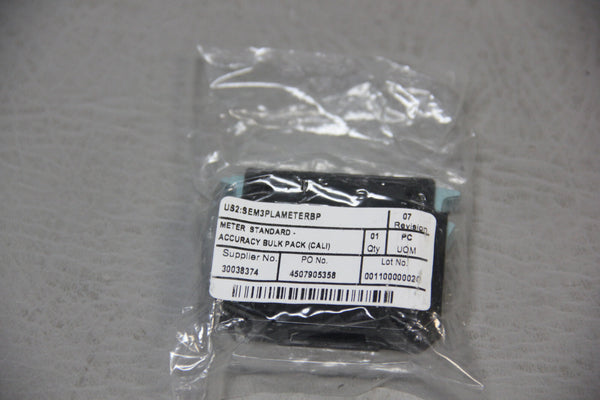 US2:SEM3PLAMETERBP
07
Revision
METER STANDARD -
ACCURACY BULK PACK (CALI)
01
Qty
PC
UOM
Supplier No.
30038374
PO No.
4507905358
Lot No.